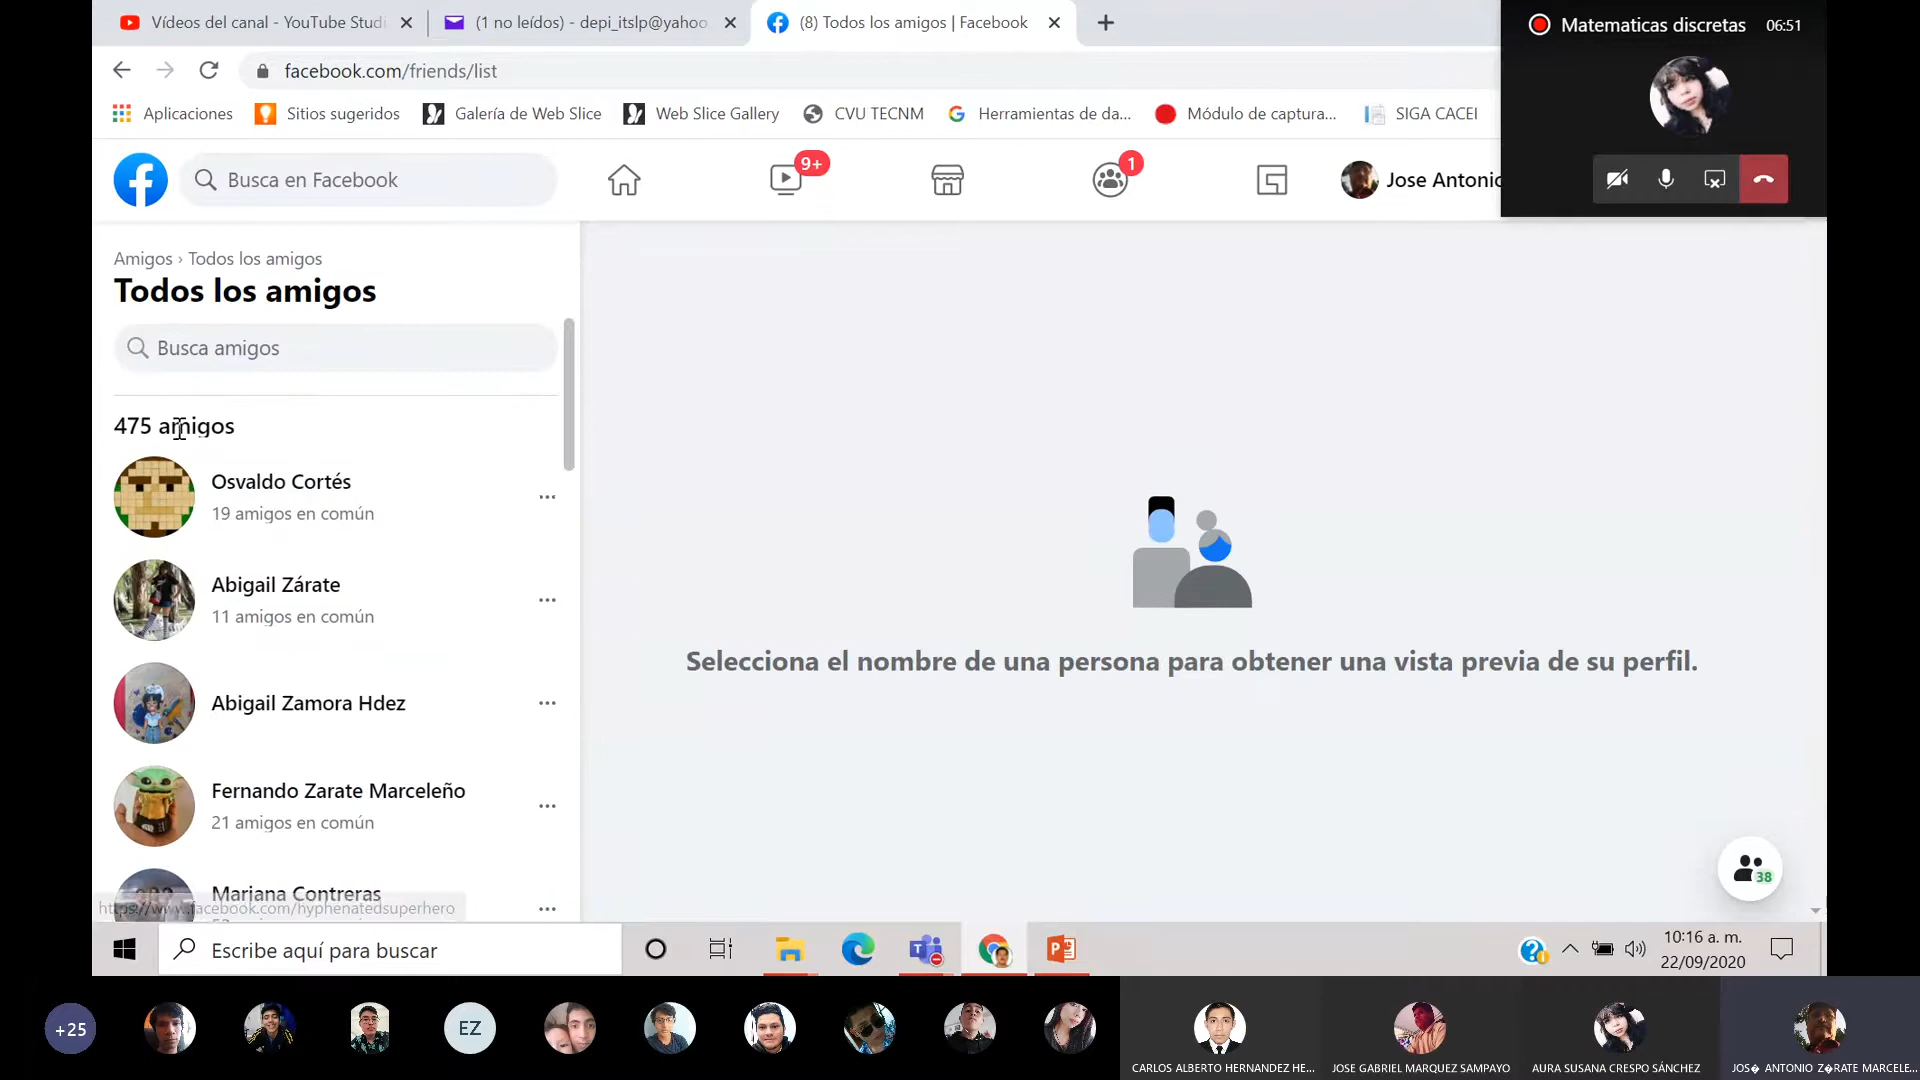 Vídeos del canal - YouTube Studi
(1 no leídos) - depi_itslp@yahoo
(8) Todos los amigos | Facebook
Matematicas discretas 06:51
facebook.com/friends/list
Aplicaciones
Sitios sugeridos
Galería de Web Slice
Web Slice Gallery
CVU TECNM
Herramientas de da...
Módulo de captura...
SIGA CACEI
Busca en Facebook
9+
1
Jose Antonio
Amigos › Todos los amigos
Todos los amigos
Busca amigos
475 amigos
Osvaldo Cortés
19 amigos en común
Abigail Zárate
11 amigos en común
Abigail Zamora Hdez
Fernando Zarate Marceleño
21 amigos en común
Mariana Contreras
https://www.facebook.com/hyphenatedsuperhero
Selecciona el nombre de una persona para obtener una vista previa de su perfil.
38
Escribe aquí para buscar
10:16 a. m.
22/09/2020
+25
EZ
CARLOS ALBERTO HERNANDEZ HE...
JOSE GABRIEL MARQUEZ SAMPAYO
AURA SUSANA CRESPO SÁNCHEZ
JOS� ANTONIO Z�RATE MARCELE...